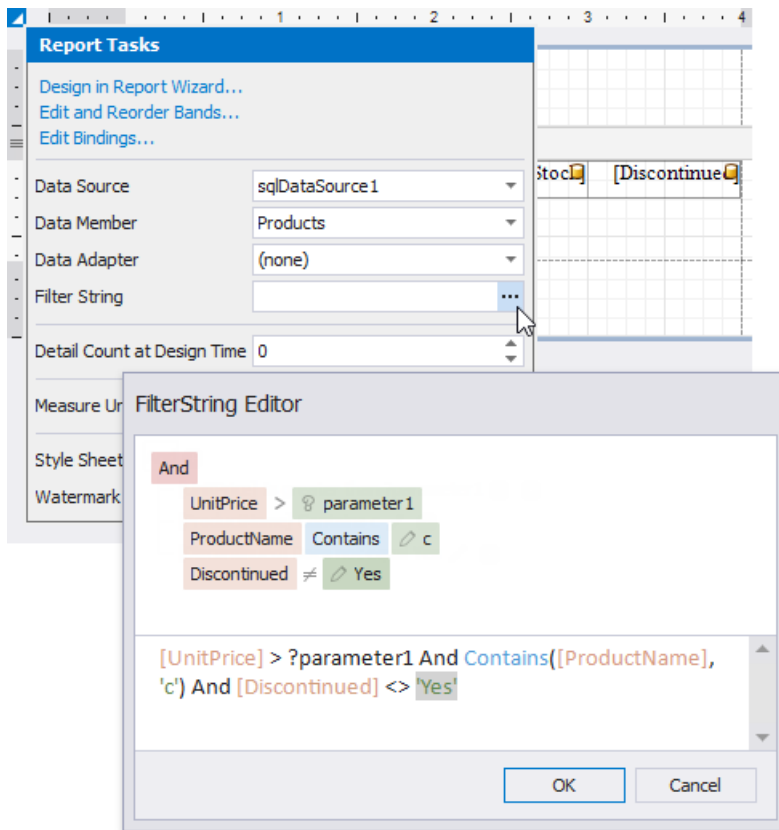 1 2 3 4
Report Tasks
Design in Report Wizard...
Edit and Reorder Bands...
Edit Bindings...
Data Source sqlDataSource1
Stock] [Discontinued]
Data Member Products
Data Adapter (none)
Filter String ...
Detail Count at Design Time 0
Measure Ur
FilterString Editor
Style Sheet
Watermark
And
UnitPrice > parameter1
ProductName Contains c
Discontinued ≠ Yes
[UnitPrice] > ?parameter1 And Contains([ProductName],
'c') And [Discontinued] <> 'Yes'
OK Cancel